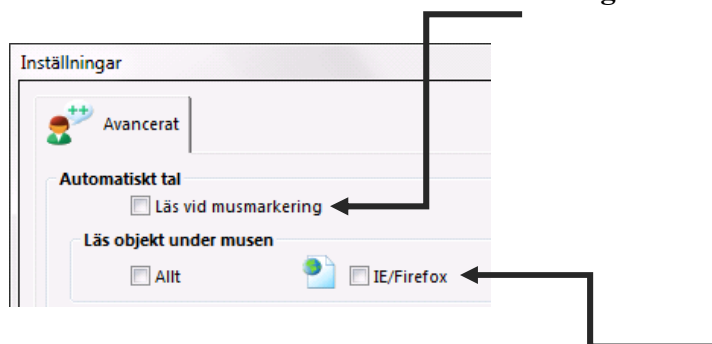 Inställningar
++
Avancerat
Automatiskt tal
Läs vid musmarkering
Läs objekt under musen
Allt IE/Firefox